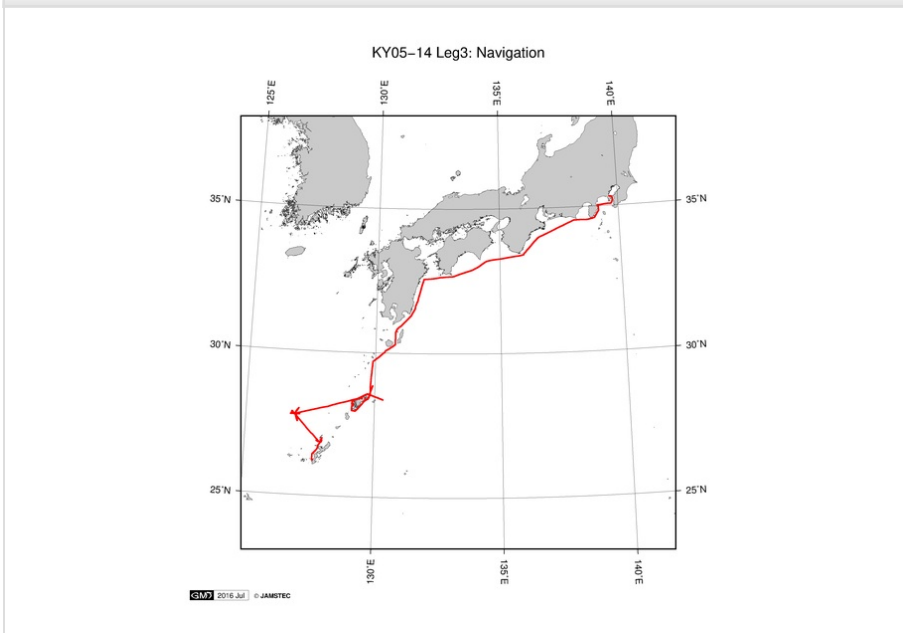 KY05−14 Leg3: Navigation
125˚E 130˚E 135˚E 140˚E
35˚N 35˚N
30˚N 30˚N
25˚N 25˚N
130˚E 135˚E 140˚E
GMT 2016 Jul © JAMSTEC